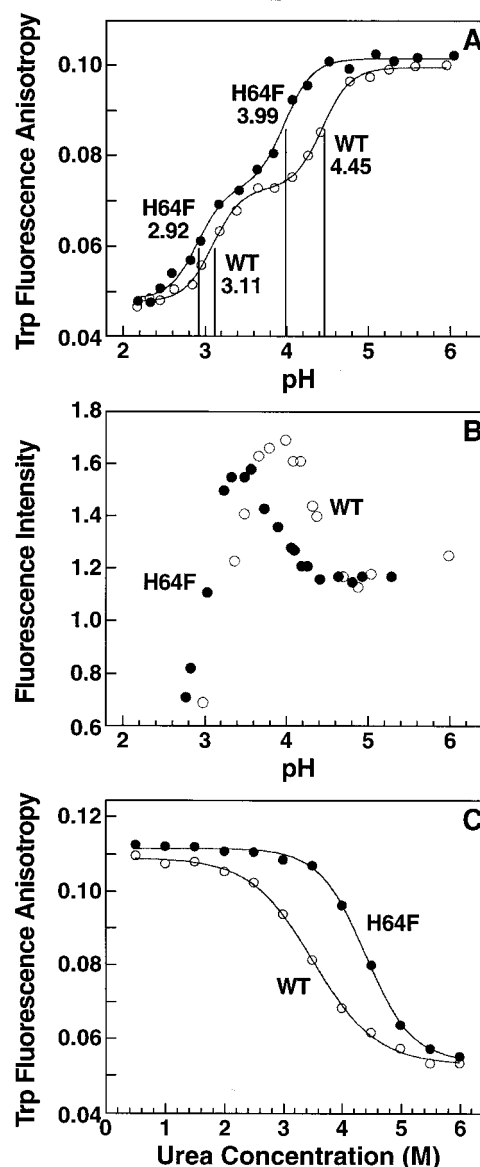 A
0.10
0.08
0.06
0.04
Trp Fluorescence Anisotropy
H64F
3.99
WT
4.45
H64F
2.92
WT
3.11
2 3 4 5 6
pH
B
1.8
1.6
1.4
1.2
1.0
0.8
0.6
Fluorescence Intensity
WT
H64F
2 3 4 5 6
pH
C
0.12
0.10
0.08
0.06
0.04
Trp Fluorescence Anisotropy
H64F
WT
0 1 2 3 4 5 6
Urea Concentration (M)